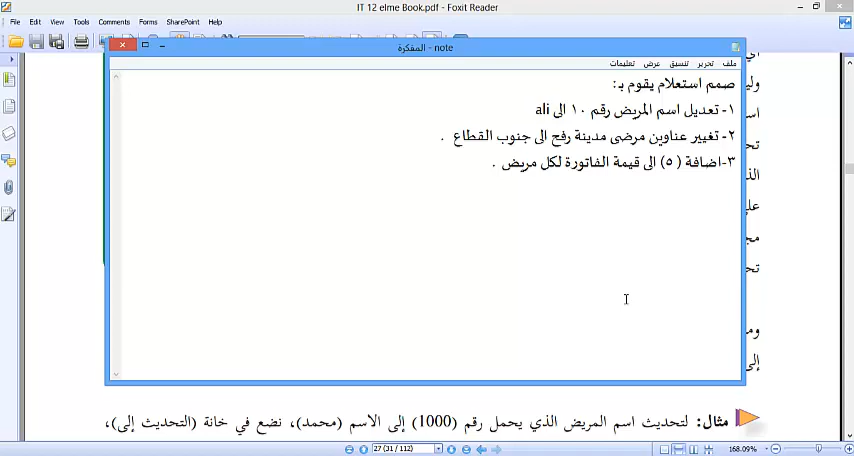 IT 12 elme Book.pdf - Foxit Reader
File Edit View Tools Comments Forms SharePoint Help
note - المفكرة
ملف تحرير تنسيق عرض تعليمات
صمم استعلام يقوم بـ :
١- تعديل اسم المريض رقم ١٠ الى ali
٢- تغيير عناوين مرضى مدينة رفح الى جنوب القطاع .
٣-اضافة ( ٥) الى قيمة الفاتورة لكل مريض .
مثال: لتحديث اسم المريض الذي يحمل رقم (1000) إلى الاسم (محمد)، نضع في خانة (التحديث إلى)،
27 (31 / 112)
168.09%